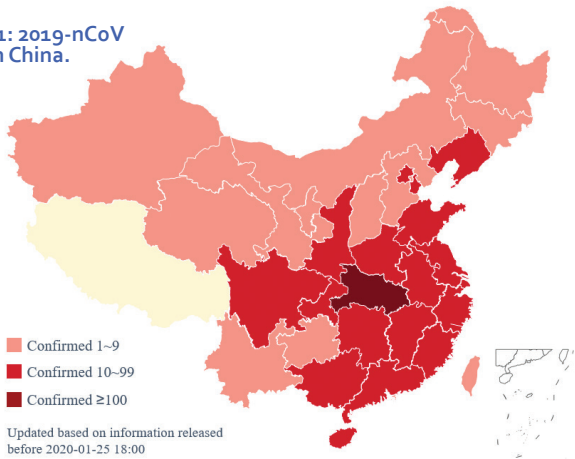 1: 2019-nCoV
n China.
Confirmed 1~9
Confirmed 10~99
Confirmed ≥100
Updated based on information released
before 2020-01-25 18:00